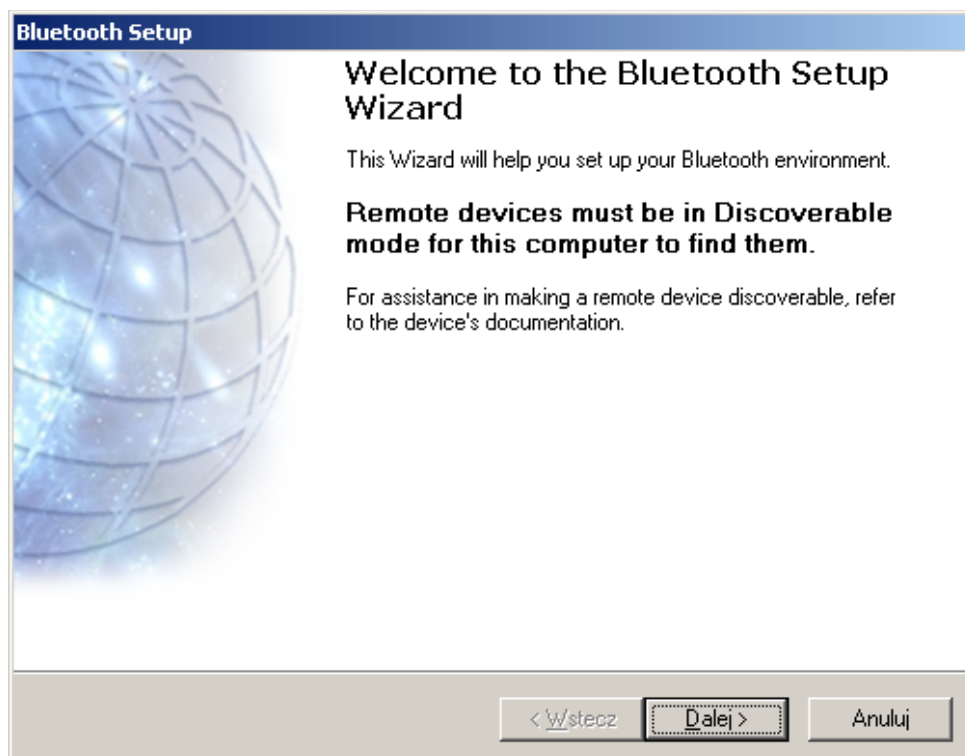 Bluetooth Setup
Welcome to the Bluetooth Setup
Wizard
This Wizard will help you set up your Bluetooth environment.
Remote devices must be in Discoverable
mode for this computer to find them.
For assistance in making a remote device discoverable, refer
to the device's documentation.
< Wstecz
Dalej >
Anuluj